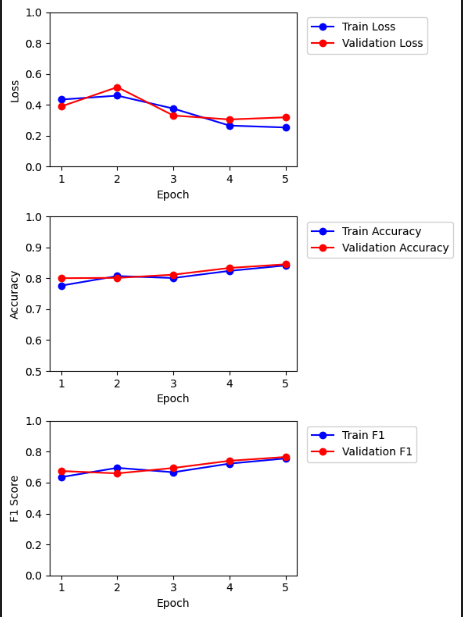 1.0
0.8
0.6
0.4
0.2
0.0
Loss
1 2 3 4 5
Epoch
Train Loss
Validation Loss
1.0
0.9
0.8
0.7
0.6
0.5
Accuracy
1 2 3 4 5
Epoch
Train Accuracy
Validation Accuracy
1.0
0.8
0.6
0.4
0.2
0.0
F1 Score
1 2 3 4 5
Epoch
Train F1
Validation F1